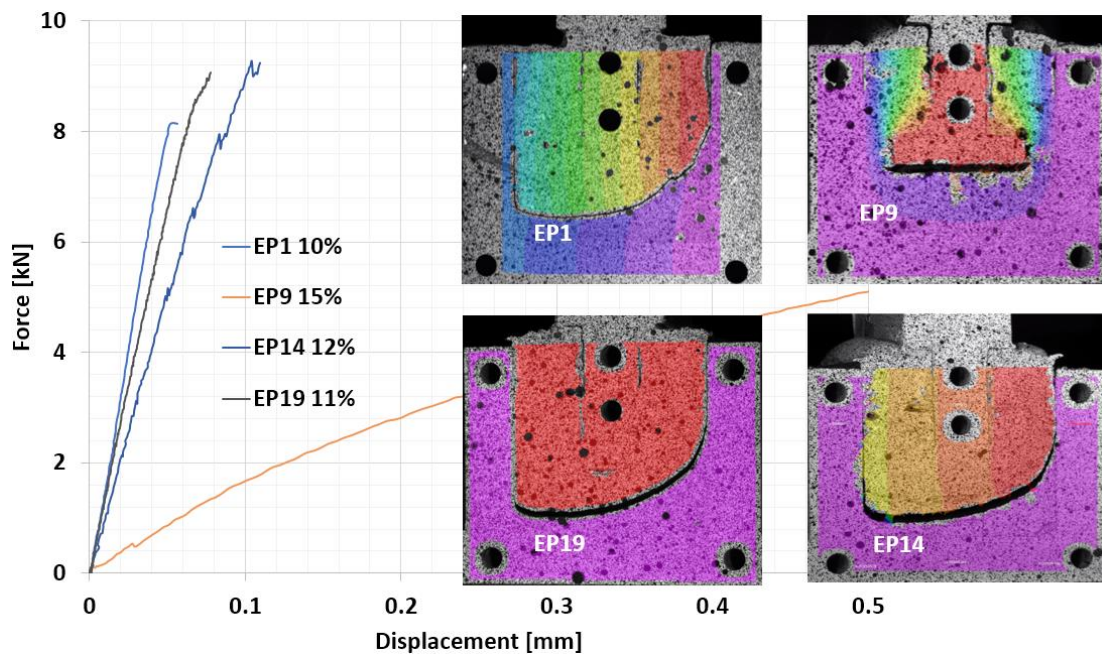 10
8
6
4
2
0
Force [kN]
EP1 10%
EP9 15%
EP14 12%
EP19 11%
EP1
EP9
EP19
EP14
0
0.1
0.2
0.3
0.4
0.5
Displacement [mm]